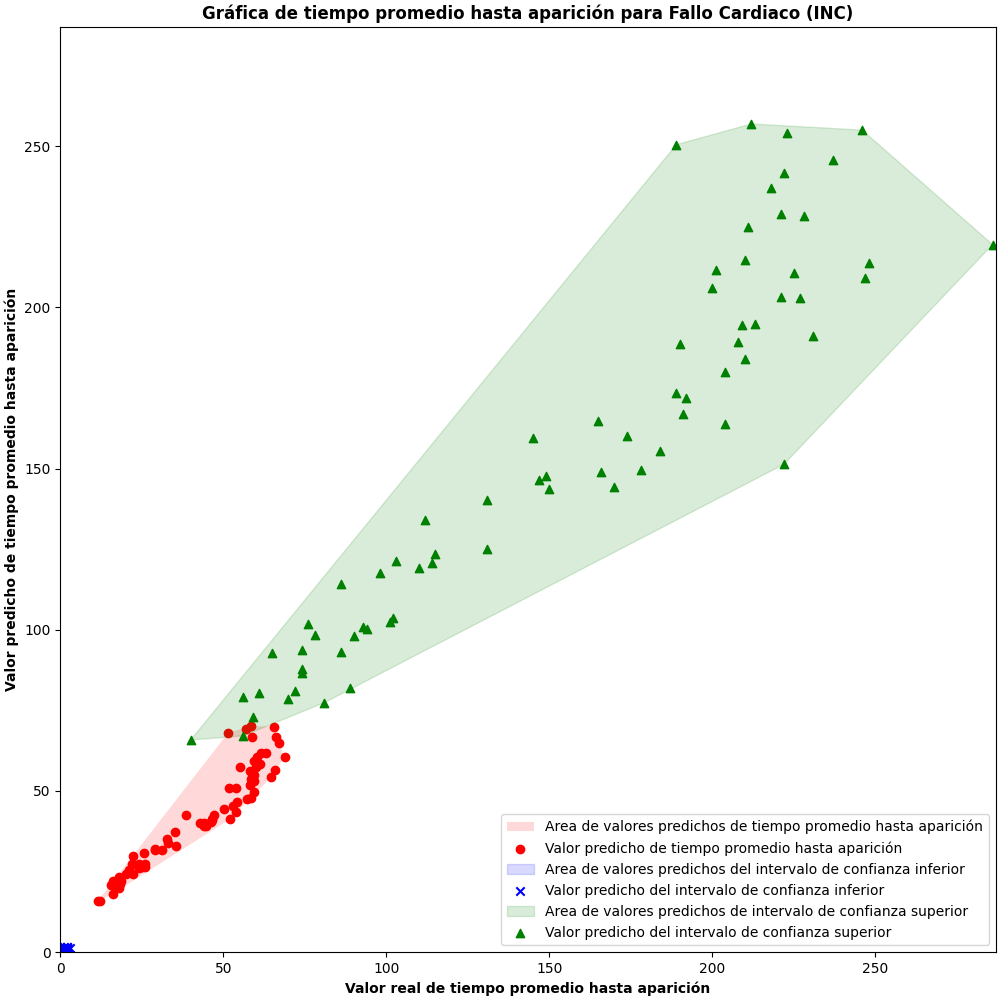 Gráfica de tiempo promedio hasta aparición para Fallo Cardiaco (INC)
Valor predicho de tiempo promedio hasta aparición
250
200
150
100
50
0
Area de valores predichos de tiempo promedio hasta aparición
Valor predicho de tiempo promedio hasta aparición
Area de valores predichos del intervalo de confianza inferior
Valor predicho del intervalo de confianza inferior
Area de valores predichos de intervalo de confianza superior
Valor predicho del intervalo de confianza superior
0 50 100 150 200 250
Valor real de tiempo promedio hasta aparición